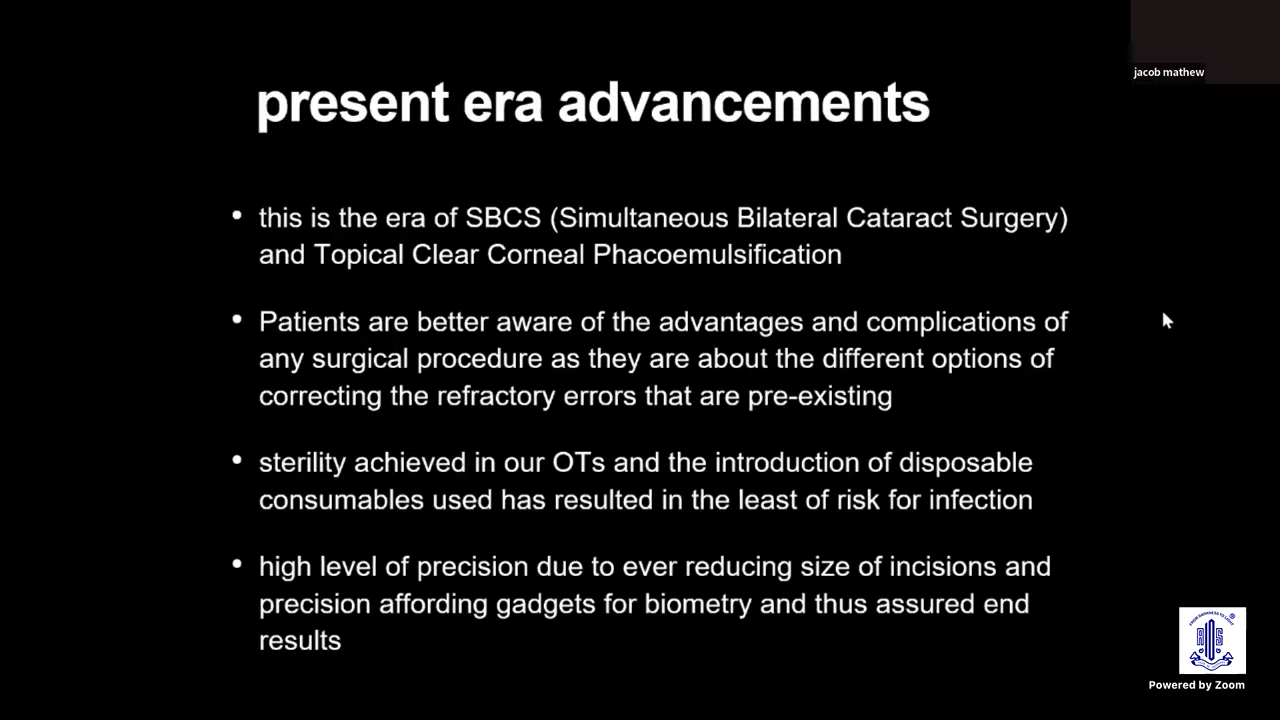 jacob mathew
present era advancements
• this is the era of SBCS (Simultaneous Bilateral Cataract Surgery)
and Topical Clear Corneal Phacoemulsification
• Patients are better aware of the advantages and complications of
any surgical procedure as they are about the different options of
correcting the refractory errors that are pre-existing
• sterility achieved in our OTs and the introduction of disposable
consumables used has resulted in the least of risk for infection
• high level of precision due to ever reducing size of incisions and
precision affording gadgets for biometry and thus assured end
results
Powered by Zoom